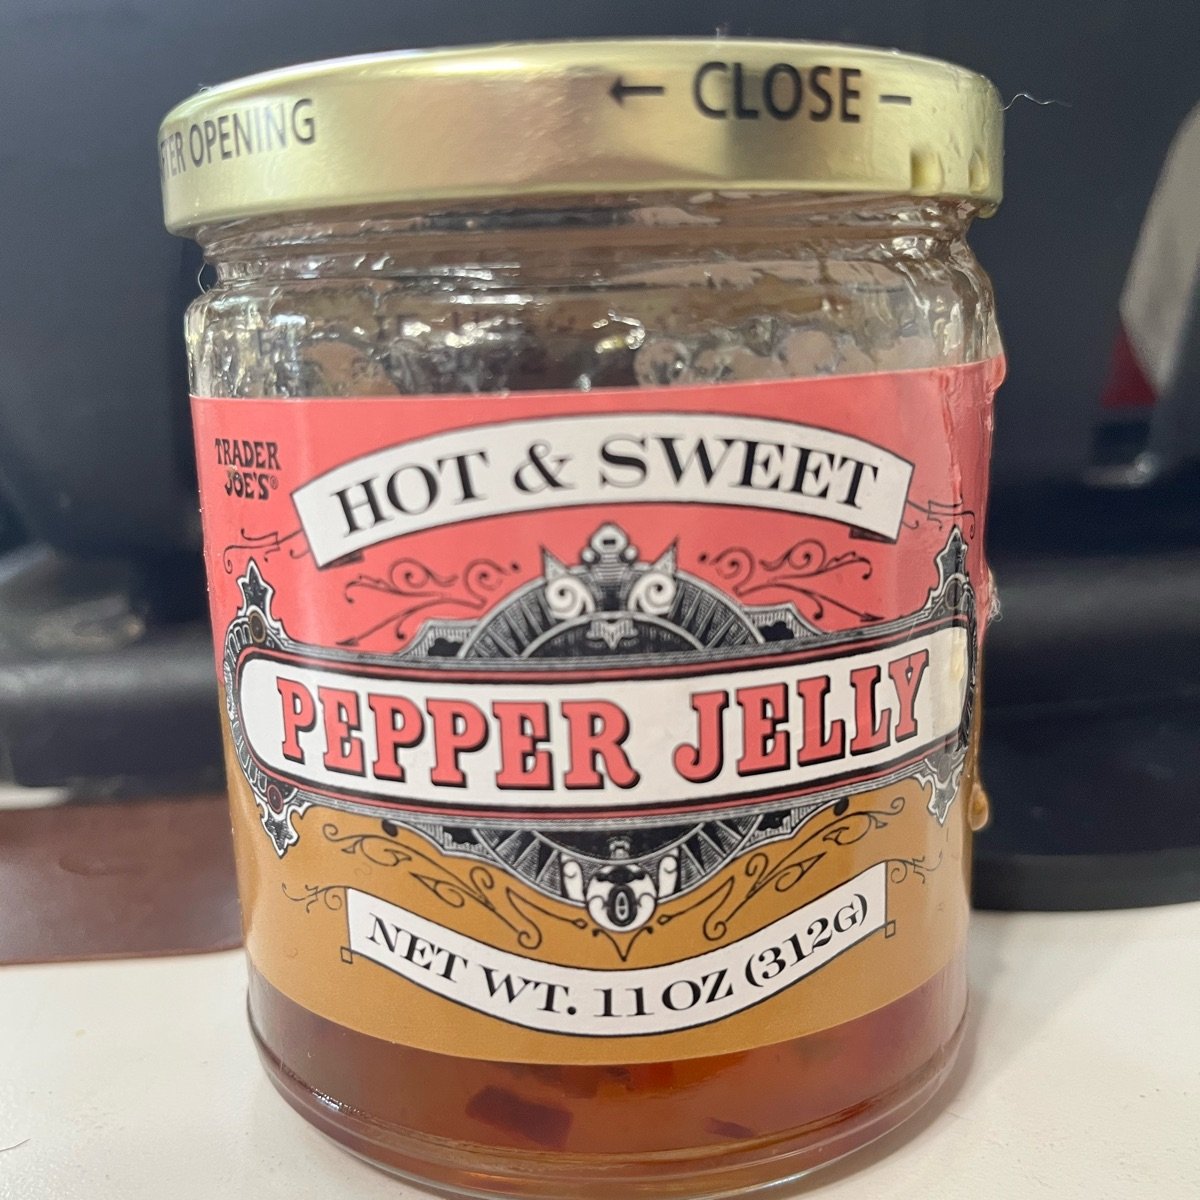 OPENING
← CLOSE –
TRADER
JOE'S®
HOT & SWEET
PEPPER JELLY
NET WT. 11 OZ (312G)